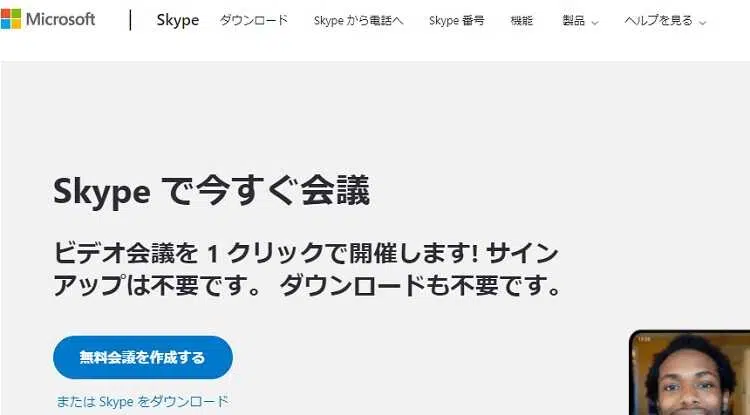 Microsoft | Skype ダウンロード Skype から電話へ Skype 番号 機能 製品 ヘルプを見る
Skype で今すぐ会議
ビデオ会議を 1 クリックで開催します! サイン
アップは不要です。 ダウンロードも不要です。
無料会議を作成する
または Skype をダウンロード